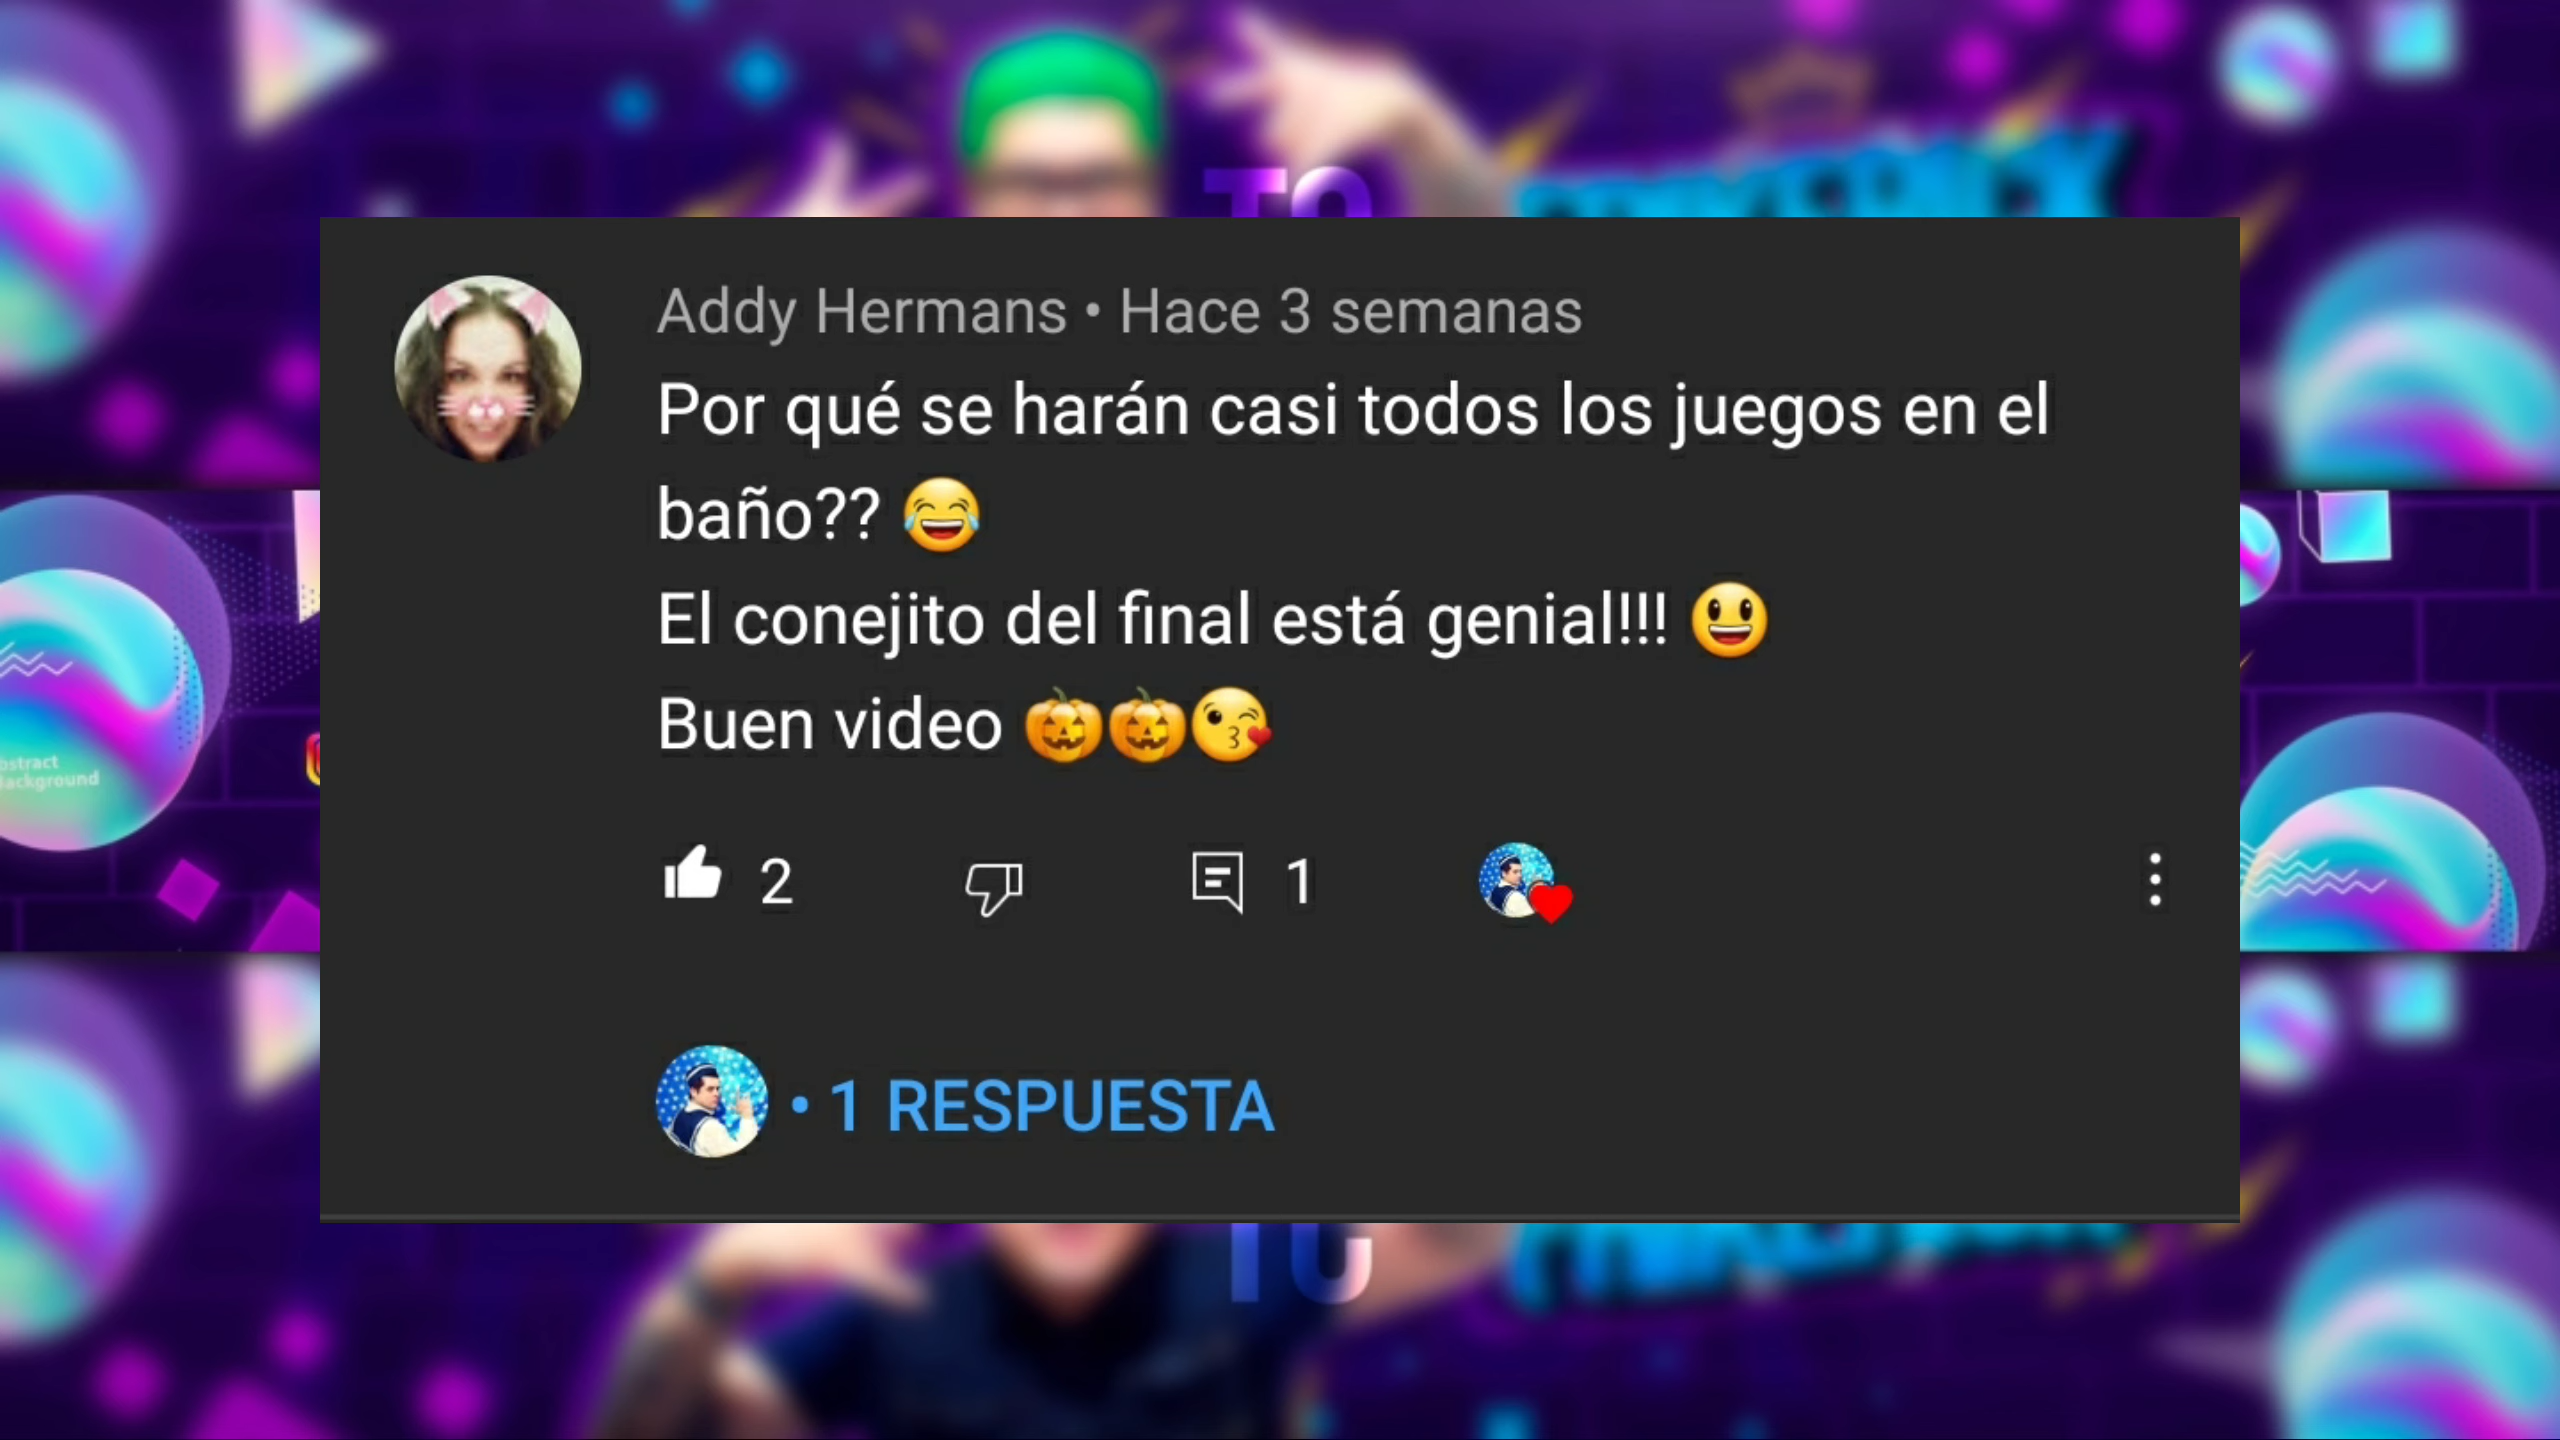 Addy Hermans • Hace 3 semanas
Por qué se harán casi todos los juegos en el
baño?? 😂
El conejito del final está genial!!! 😃
Buen video 🎃🎃😘
2
1
• 1 RESPUESTA
bstract